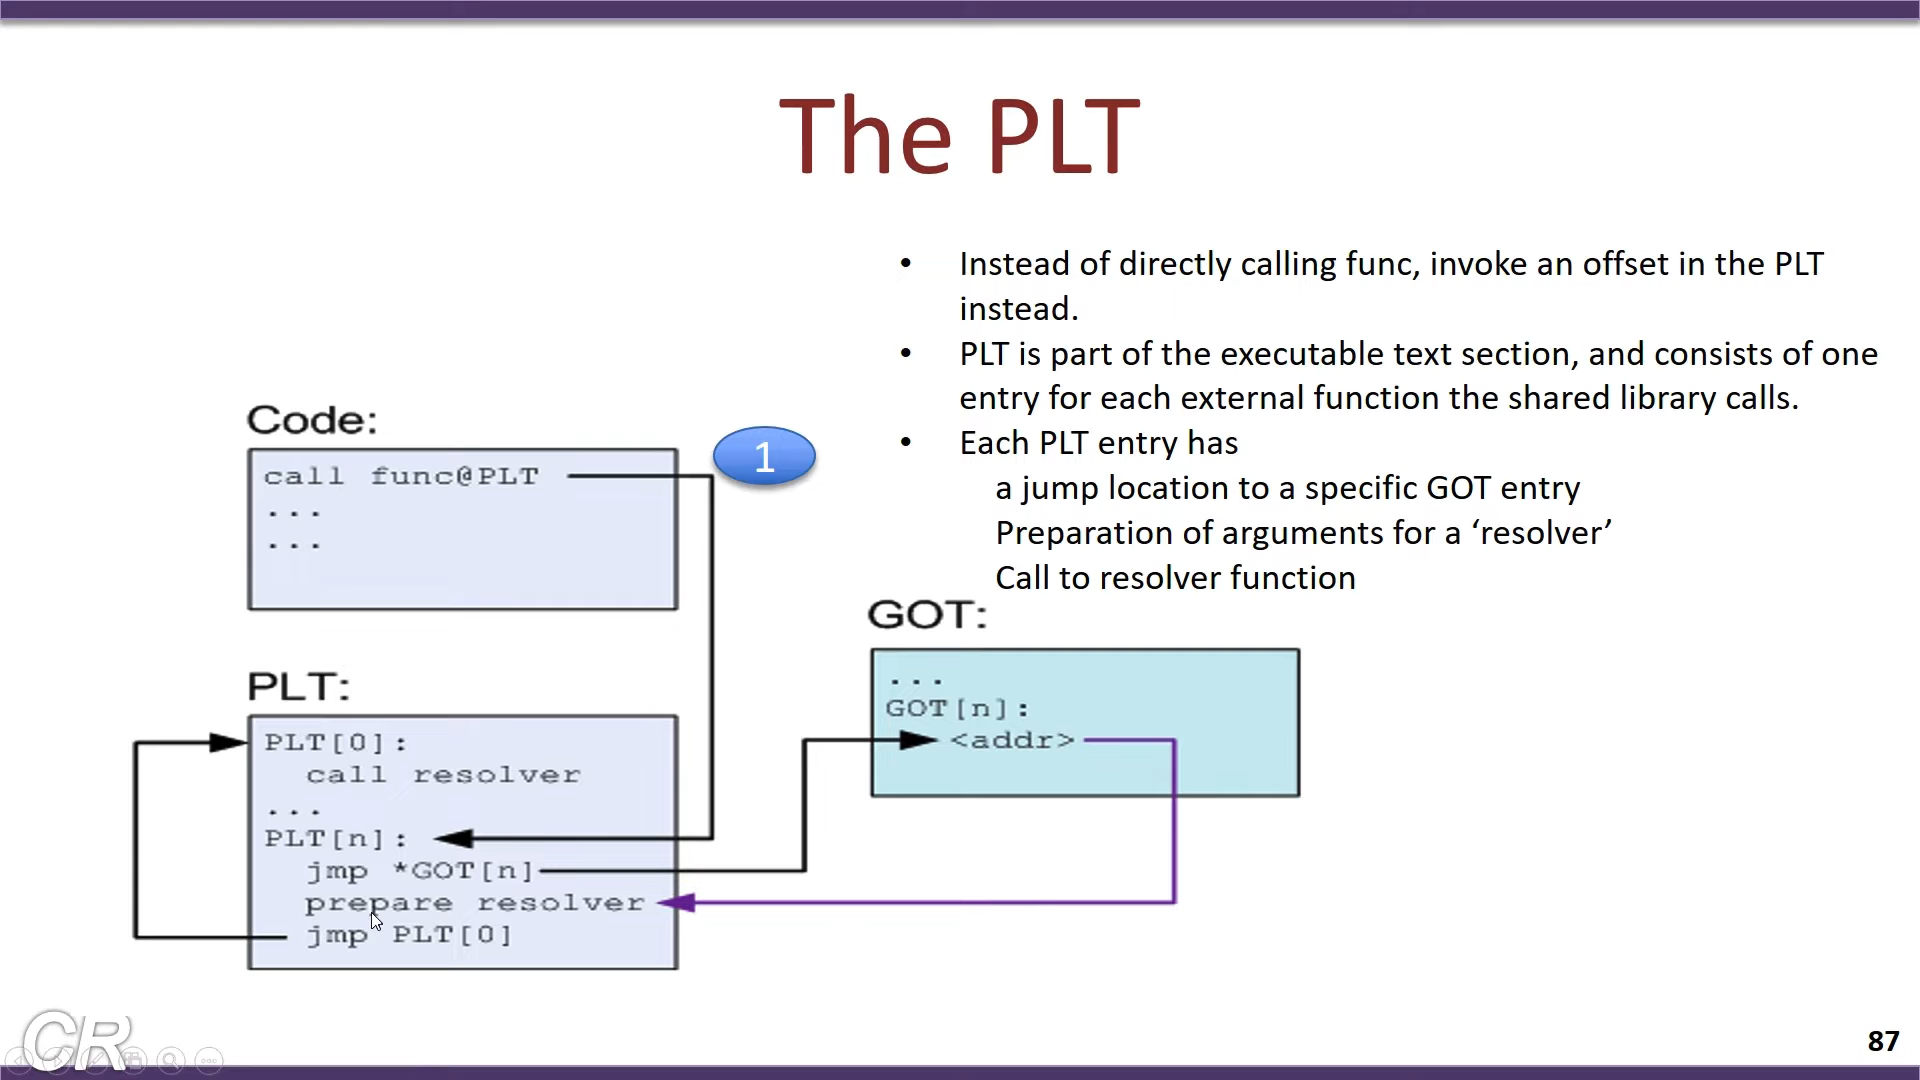 The PLT
• Instead of directly calling func, invoke an offset in the PLT
instead.
• PLT is part of the executable text section, and consists of one
entry for each external function the shared library calls.
• Each PLT entry has
a jump location to a specific GOT entry
Preparation of arguments for a ‘resolver’
Call to resolver function
Code:
call func@PLT
...
...
1
PLT:
PLT[0]:
call resolver
...
PLT[n]:
jmp *GOT[n]
prepare resolver
jmp PLT[0]
GOT:
...
GOT[n]:
<addr>
CR
87